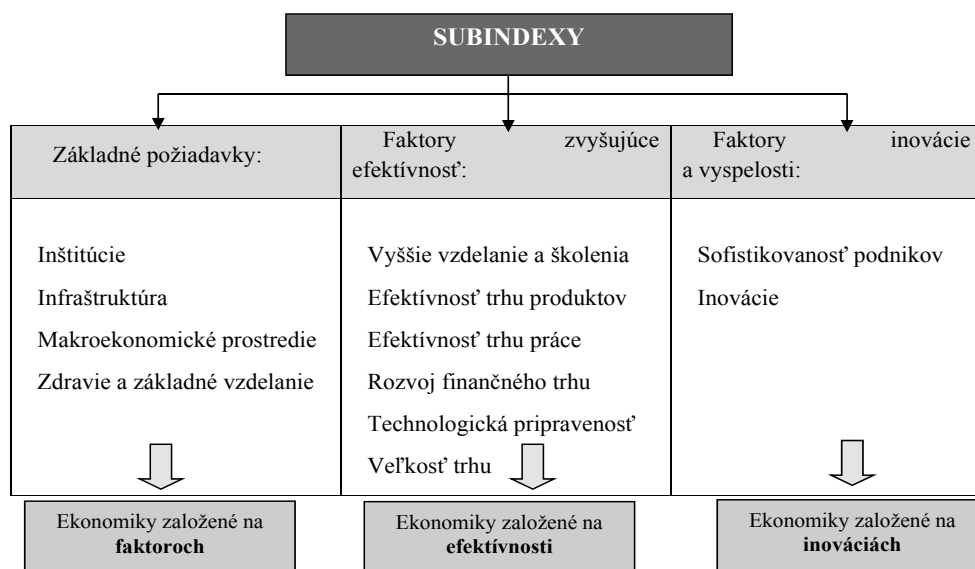 SUBINDEXY
Základné požiadavky:
Faktory zvyšujúce
efektívnosť:
Faktory inovácie
a vyspelosti:
Inštitúcie
Infraštruktúra
Makroekonomické prostredie
Zdravie a základné vzdelanie
Vyššie vzdelanie a školenia
Efektívnosť trhu produktov
Efektívnosť trhu práce
Rozvoj finančného trhu
Technologická pripravenosť
Veľkosť trhu
Sofistikovanosť podnikov
Inovácie
Ekonomiky založené na
faktoroch
Ekonomiky založené na
efektívnosti
Ekonomiky založené na
inováciách